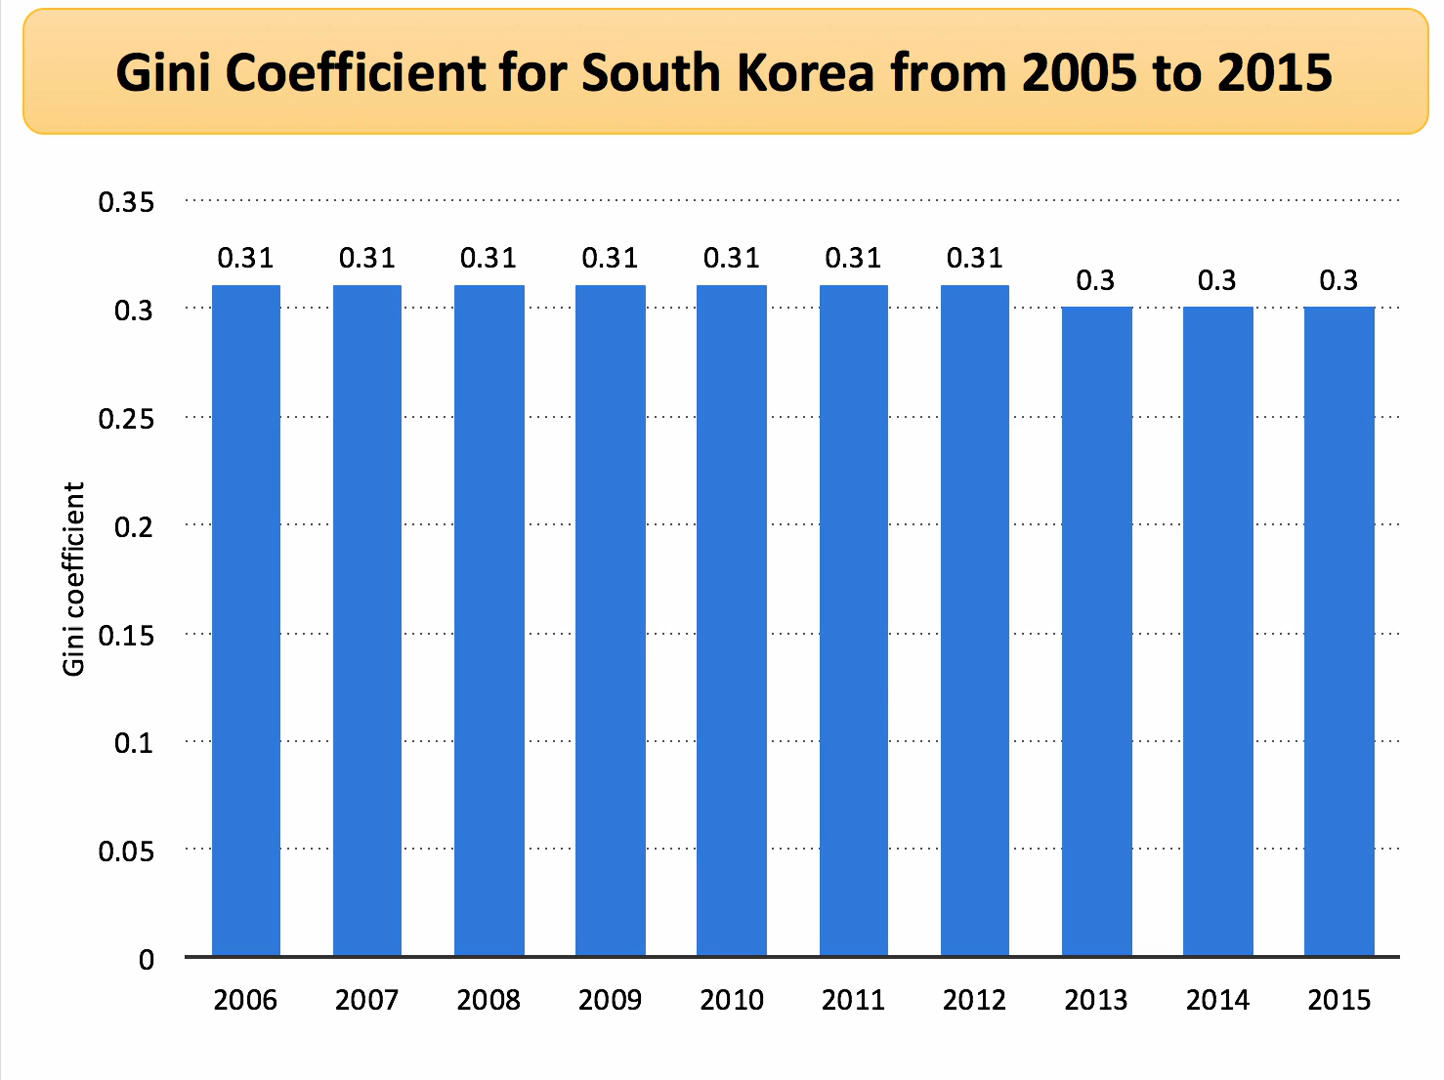 Gini Coefficient for South Korea from 2005 to 2015
0.35
0.31 0.31 0.31 0.31 0.31 0.31 0.31 0.3 0.3 0.3
0.3
0.25
0.2
0.15
0.1
0.05
0
Gini coefficient
2006 2007 2008 2009 2010 2011 2012 2013 2014 2015